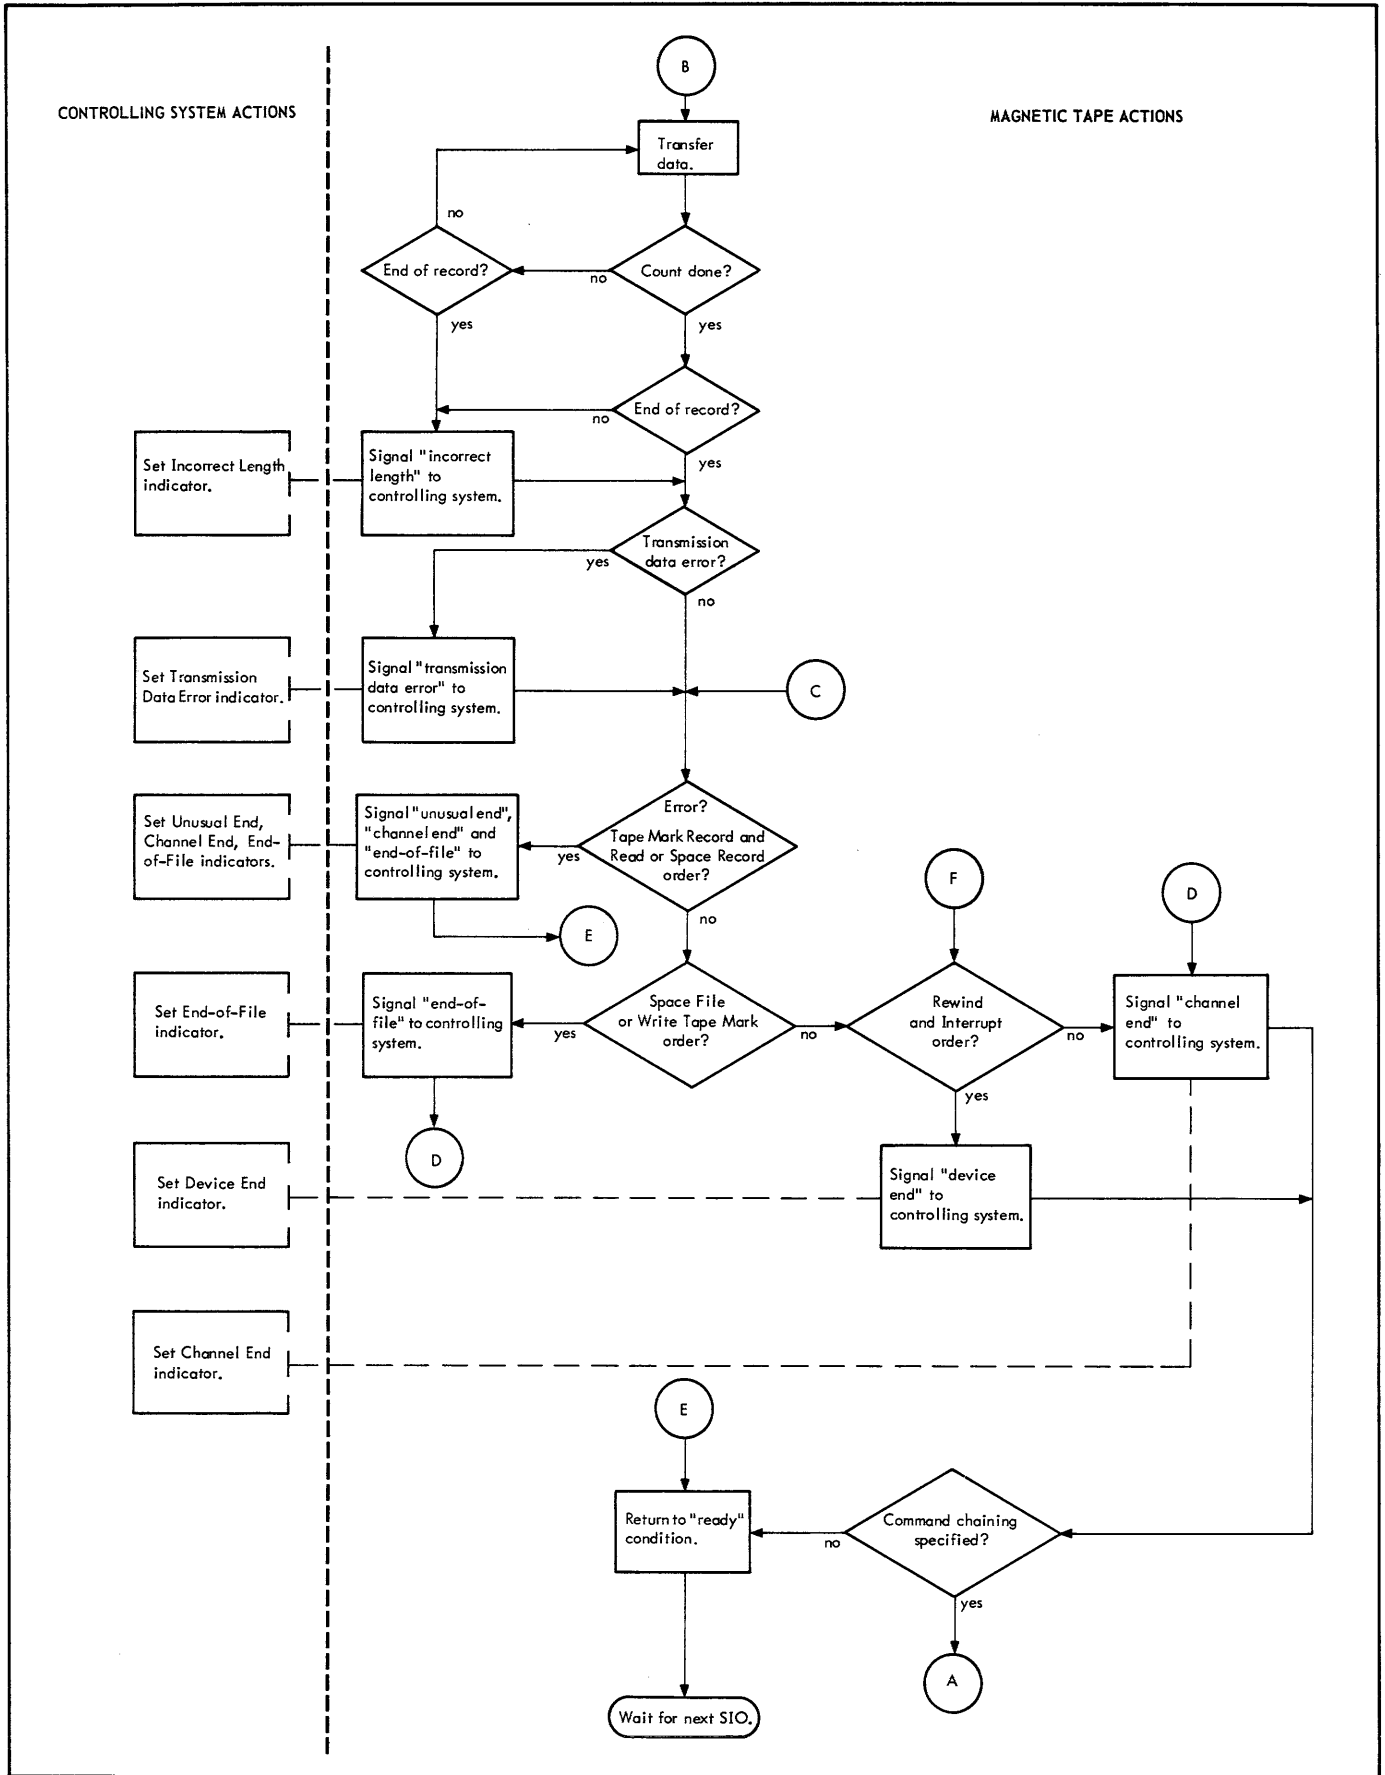 B
CONTROLLING SYSTEM ACTIONS
MAGNETIC TAPE ACTIONS
Transfer
data.
no
End of record?
no
Count done?
yes
yes
End of record?
no
yes
Set Incorrect Length
indicator.
Signal "incorrect
length" to
controlling system.
Transmission
data error?
yes
no
Set Transmission
Data Error indicator.
Signal "transmission
data error" to
controlling system.
C
Set Unusual End,
Channel End, End-
of-File indicators.
Signal "unusual end",
"channel end" and
"end-of-file" to
controlling system.
yes
Error?
Tape Mark Record and
Read or Space Record
order?
no
E
F
D
Set End-of-File
indicator.
Signal "end-of-
file" to controlling
system.
yes
Space File
or Write Tape Mark
order?
no
Rewind
and Interrupt
order?
no
yes
Signal "channel
end" to
controlling system.
D
Set Device End
indicator.
Signal "device
end" to
controlling system.
Set Channel End
indicator.
E
Return to "ready"
condition.
no
Command chaining
specified?
yes
A
Wait for next SIO.